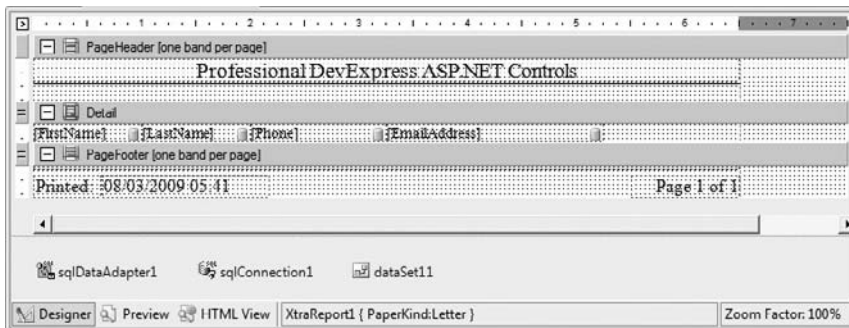 1 2 3 4 5 6 7
PageHeader [one band per page]
Professional DevExpress ASP.NET Controls
Detail
[FirstName] [LastName] [Phone] [EmailAddress]
PageFooter [one band per page]
Printed: 08/03/2009 05:41 Page 1 of 1
sqlDataAdapter1 sqlConnection1 dataSet11
Designer Preview HTML View XtraReport1 { PaperKind:Letter } Zoom Factor: 100%